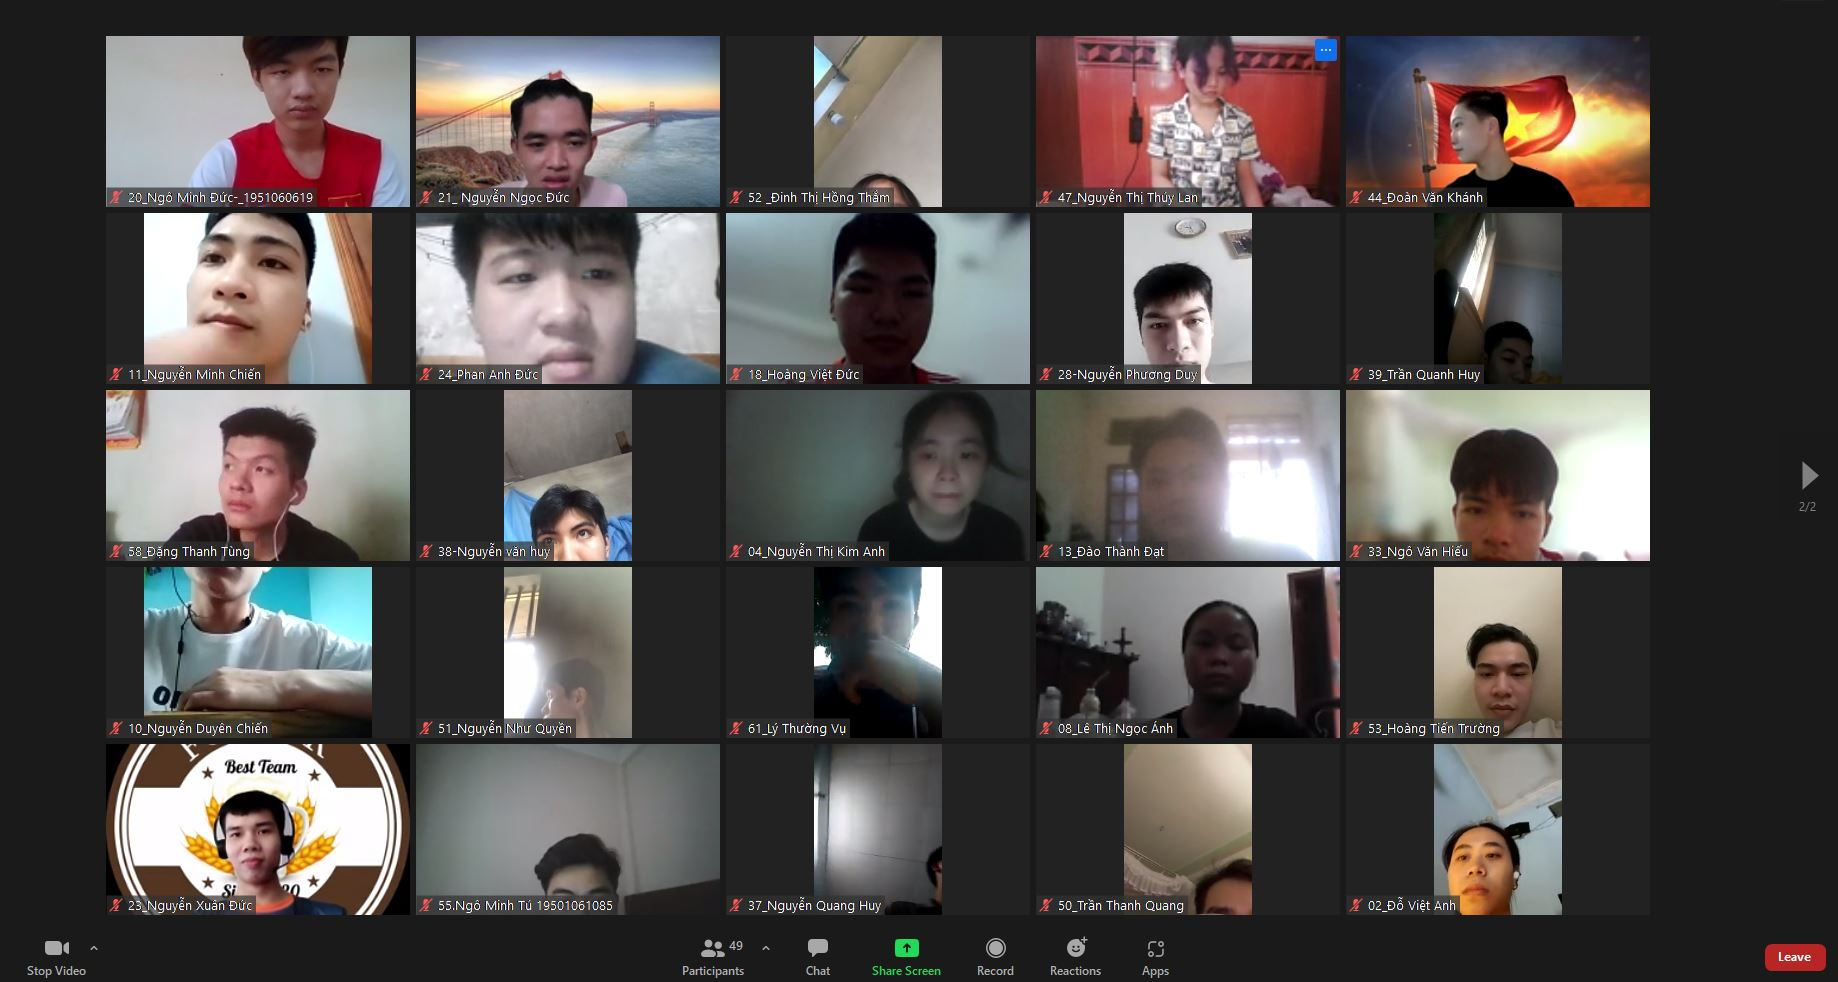 20_Ngô Minh Đức-_1951060619
21_ Nguyễn Ngọc Đức
52 _Đinh Thị Hồng Thắm
47_Nguyễn Thị Thúy Lan
44_Đoàn Văn Khánh
11_Nguyễn Minh Chiến
24_Phan Anh Đức
18_Hoàng Việt Đức
28-Nguyễn Phương Duy
39_Trần Quanh Huy
58_Đặng Thanh Tùng
38-Nguyễn văn huy
04_Nguyễn Thị Kim Anh
13_Đào Thành Đạt
33_Ngô Văn Hiếu
2/2
10_Nguyễn Duyên Chiến
51_Nguyễn Như Quyền
61_Lý Thường Vụ
08_Lê Thị Ngọc Ánh
53_Hoàng Tiến Trường
Best Team
23_Nguyễn Xuân Đức
55.Ngô Minh Tú 19501061085
37_Nguyễn Quang Huy
50_Trần Thanh Quang
02_Đỗ Việt Anh
49
Stop Video
Participants
Chat
Share Screen
Record
Reactions
Apps
Leave